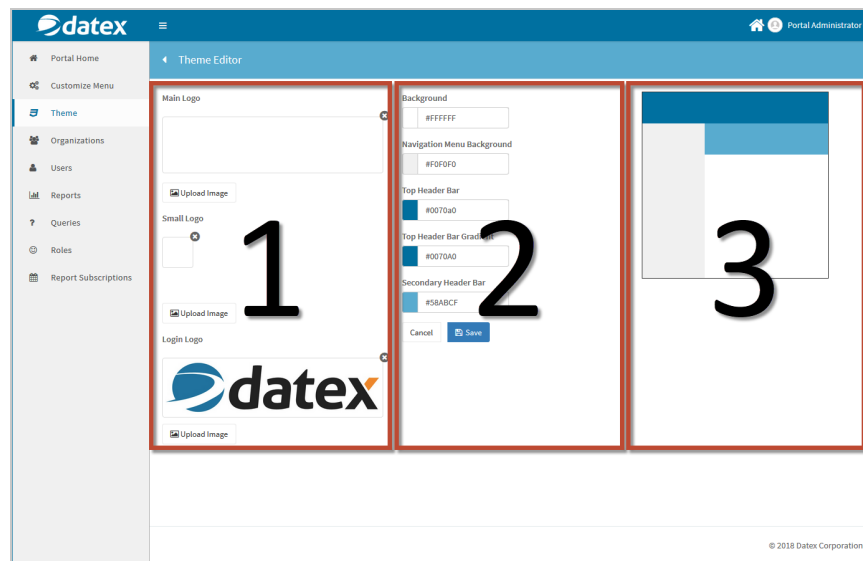 datex
Portal Administrator
Portal Home
Customize Menu
Theme
Organizations
Users
Reports
Queries
Roles
Report Subscriptions
Theme Editor
Main Logo
Upload Image
Small Logo
Upload Image
Login Logo
datex
Upload Image
1
Background
#FFFFFF
Navigation Menu Background
#F0F0F0
Top Header Bar
#0070a0
Top Header Bar Gradient
#0070A0
Secondary Header Bar
#58ABCF
Cancel
Save
2
3
© 2018 Datex Corporation